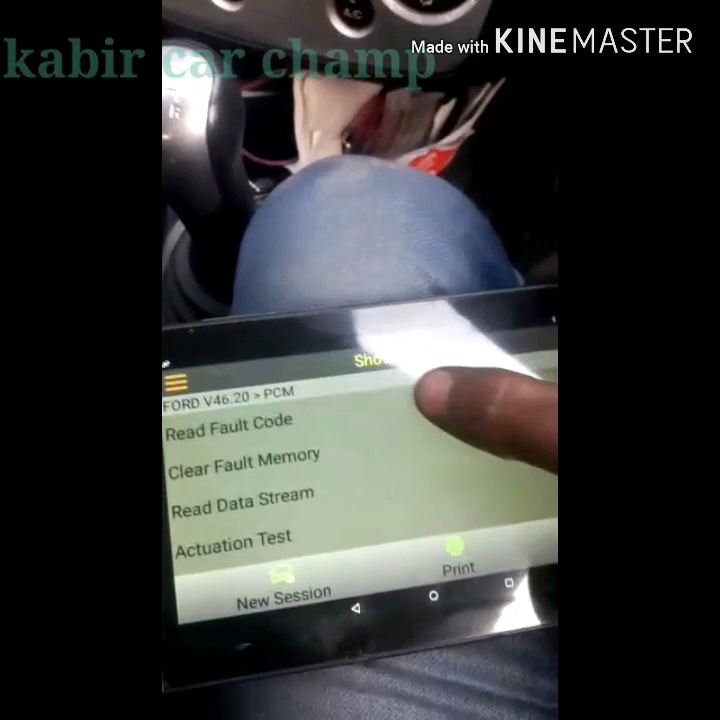 Made with KINEMASTER
kabir car champ
A/C
FORD V46.20 > PCM
Read Fault Code
Clear Fault Memory
Read Data Stream
Actuation Test
New Session
Print